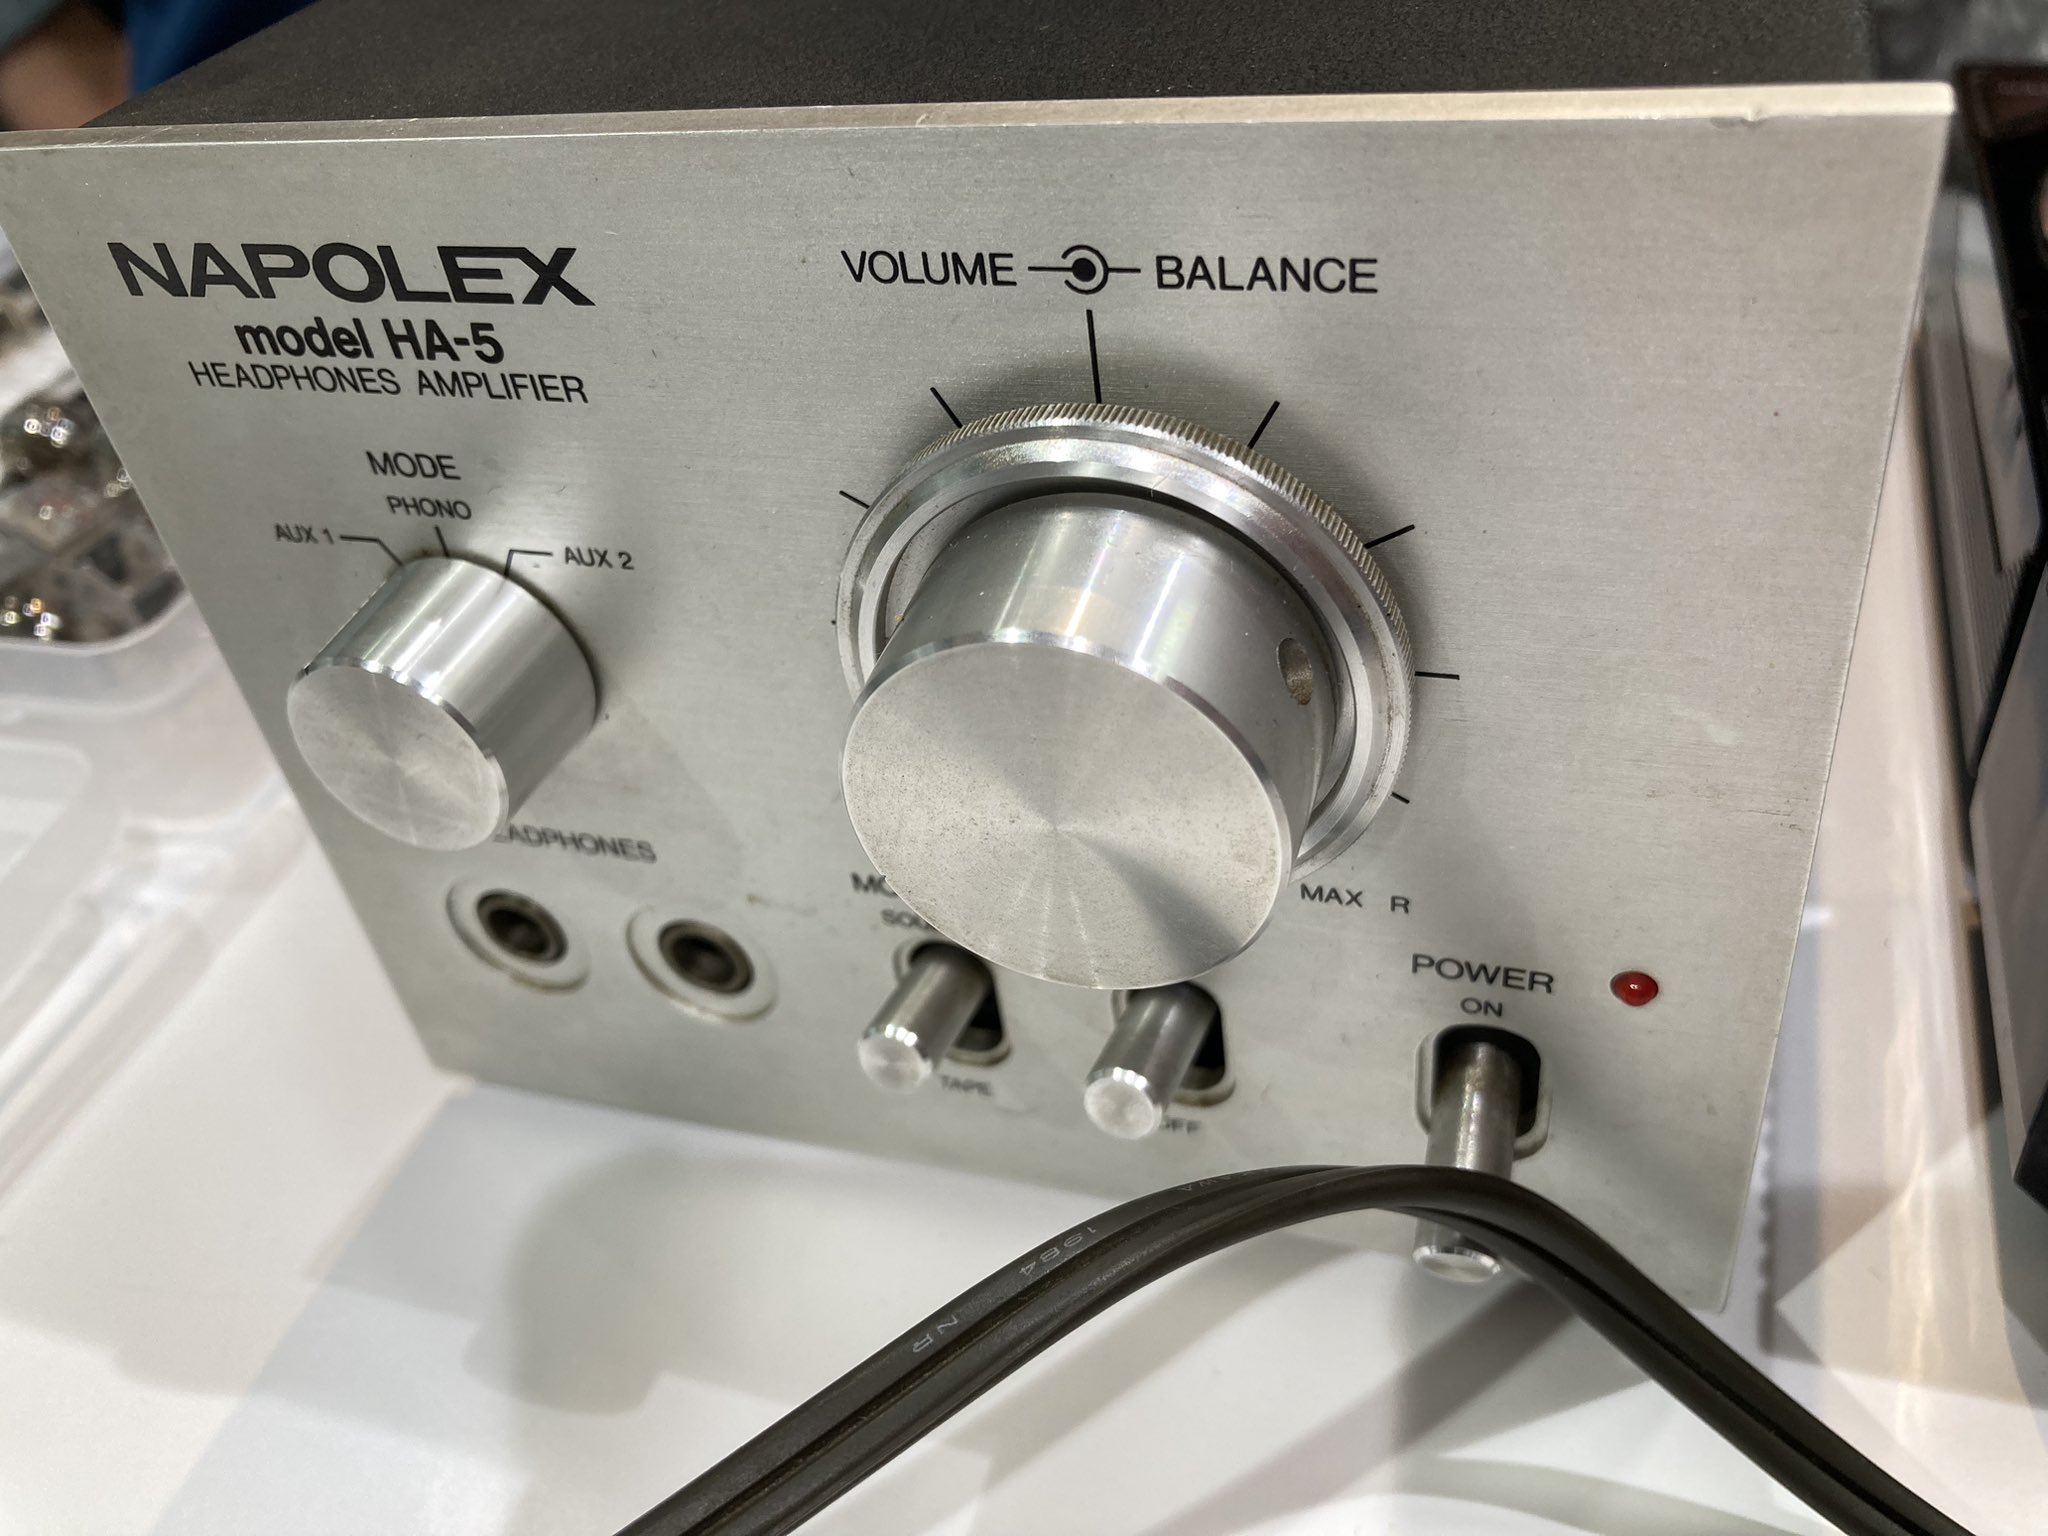 NAPOLEX
model HA-5
HEADPHONES AMPLIFIER
VOLUME BALANCE
MODE
PHONO
AUX 1
AUX 2
MAX R
POWER
ON
TAPE
1984
NR